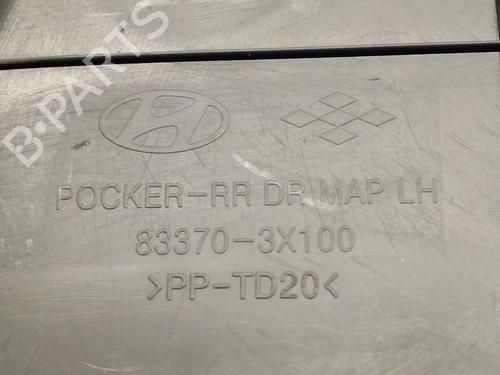 B-PARTS
POCKER-RR DR MAP LH
83370-3X100
>PP-TD20<